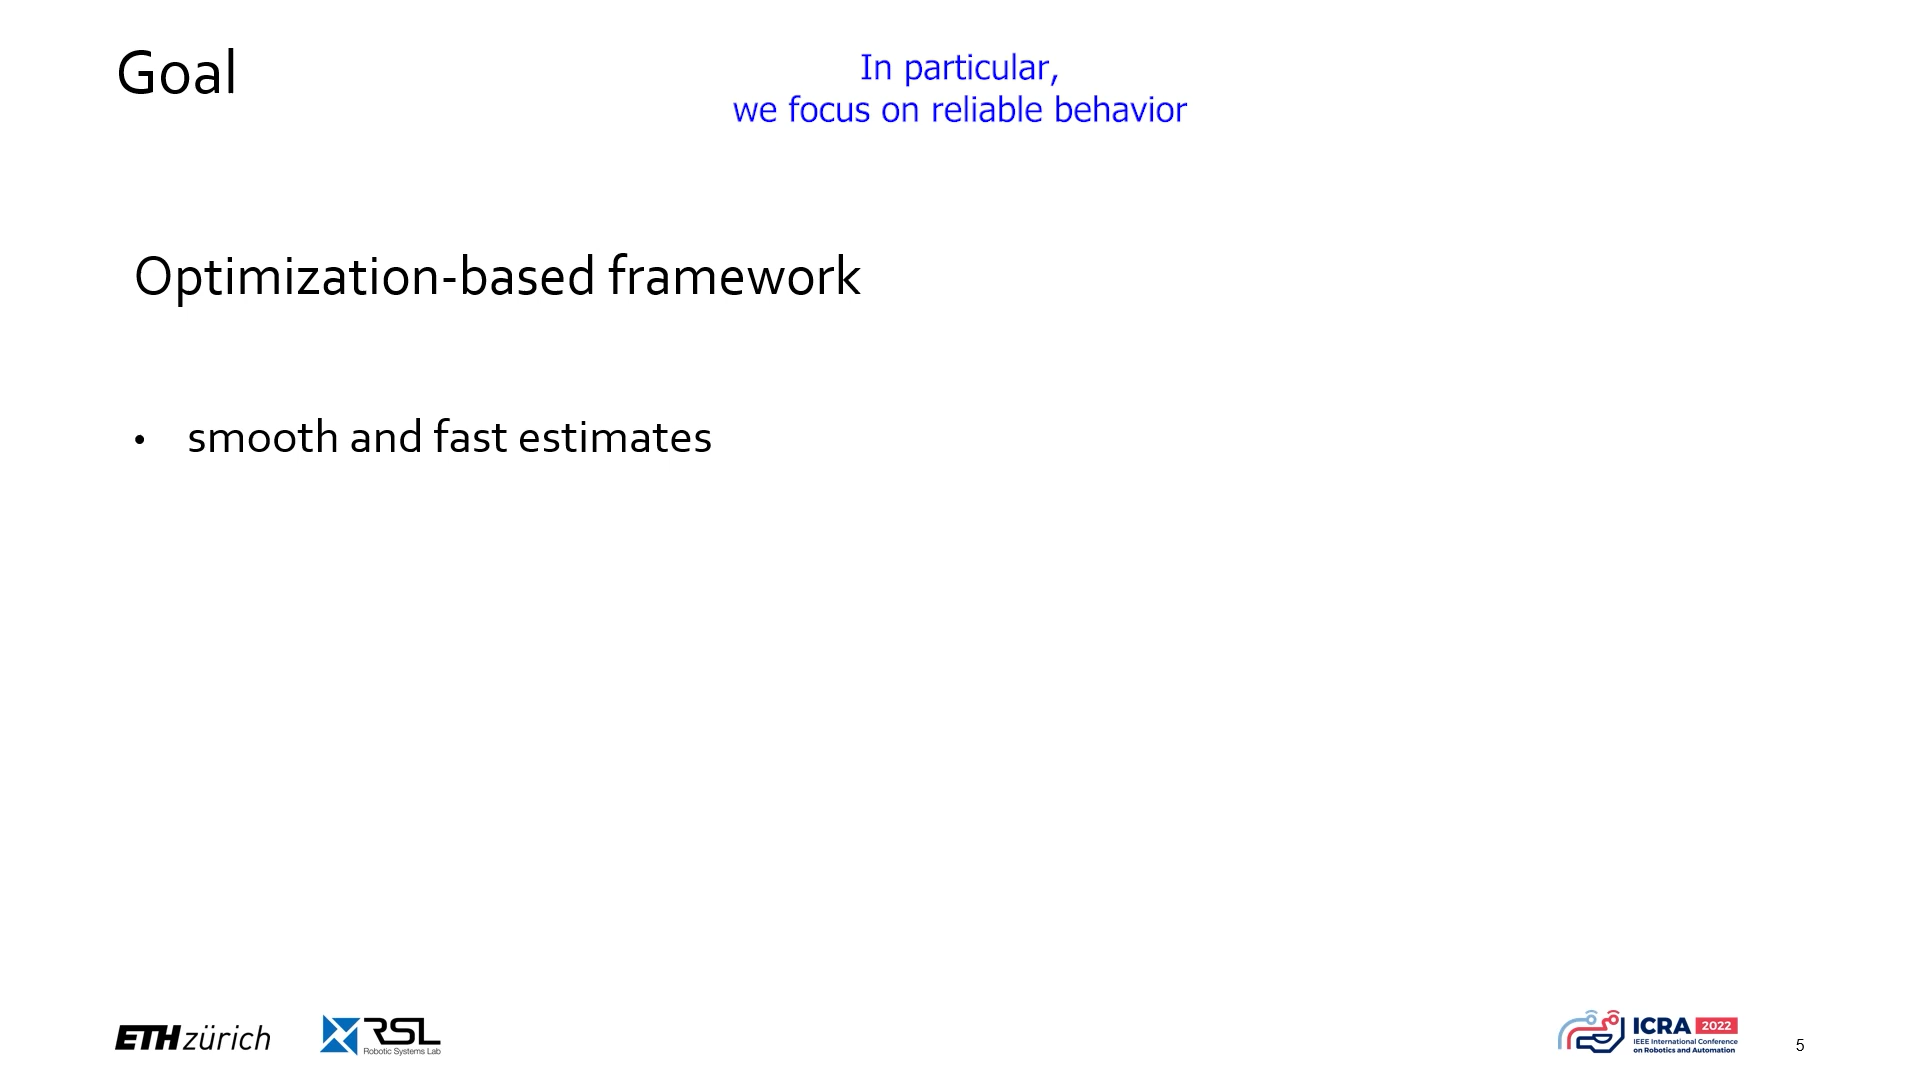 Goal
In particular,
we focus on reliable behavior
Optimization-based framework
• smooth and fast estimates
ETH zürich
RSL
Robotic Systems Lab
ICRA 2022
IEEE International Conference
on Robotics and Automation
5